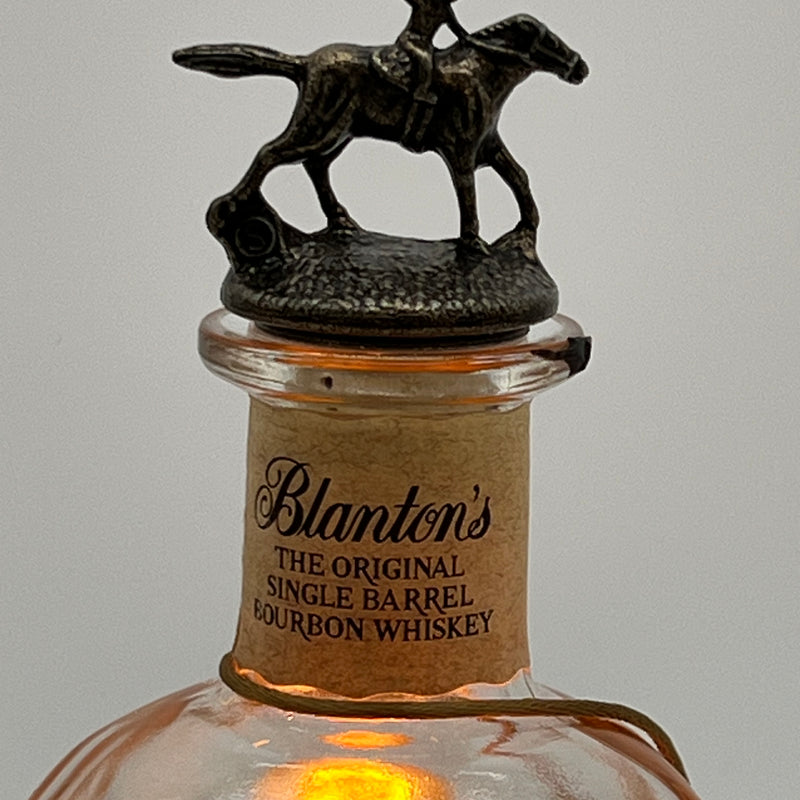 Blanton's
THE ORIGINAL
SINGLE BARREL
BOURBON WHISKEY